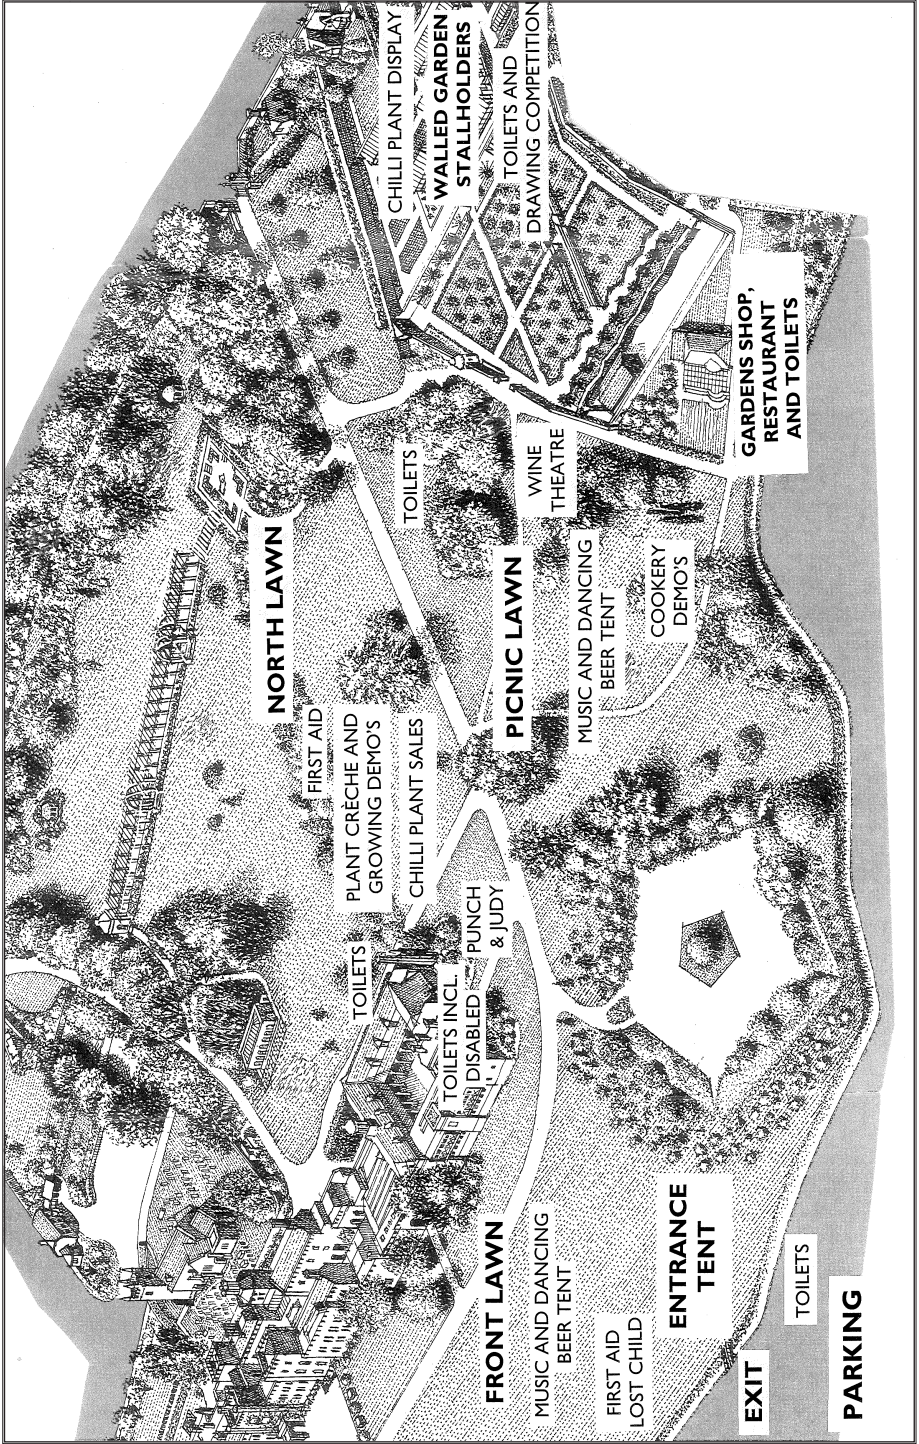 CHILLI PLANT DISPLAY
WALLED GARDEN
STALLHOLDERS
TOILETS AND
DRAWING COMPETITION
GARDENS SHOP,
RESTAURANT
AND TOILETS
NORTH LAWN
TOILETS
WINE
THEATRE
PICNIC LAWN
MUSIC AND DANCING
BEER TENT
COOKERY
DEMO'S
FIRST AID
PLANT CRÈCHE AND
GROWING DEMO'S
CHILLI PLANT SALES
TOILETS
PUNCH
& JUDY
TOILETS INCL.
DISABLED
FRONT LAWN
MUSIC AND DANCING
BEER TENT
FIRST AID
LOST CHILD
ENTRANCE
TENT
EXIT
TOILETS
PARKING